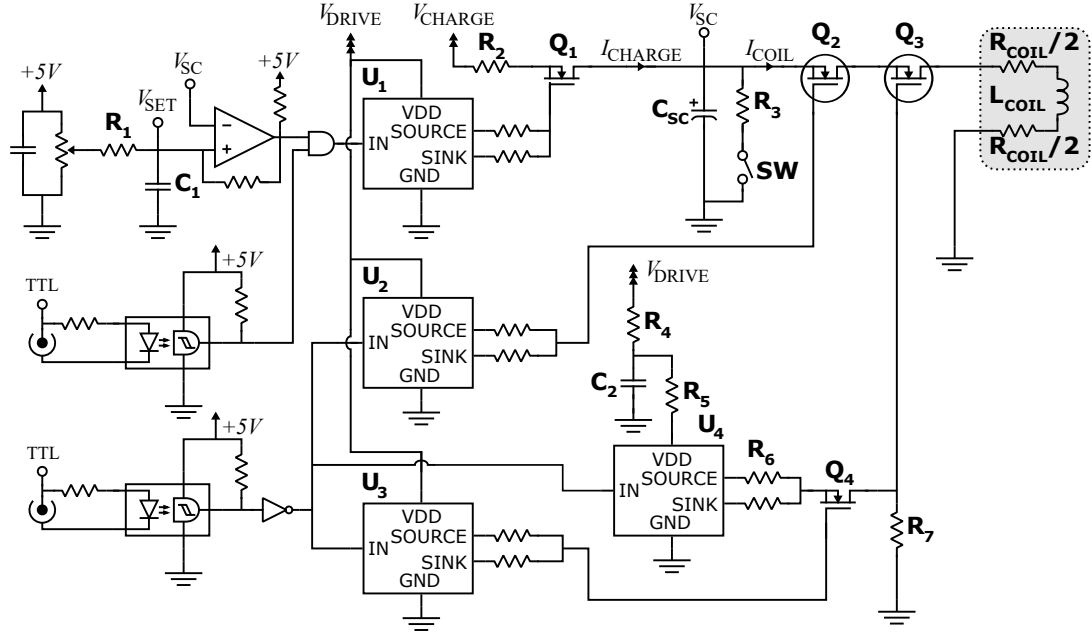 V_DRIVE
V_CHARGE
V_SC
R_2
Q_1
I_CHARGE
I_COIL
Q_2
Q_3
R_COIL/2
L_COIL
R_COIL/2
+5V
V_SC
+5V
V_SET
R_1
C_1
U_1
VDD
IN
SOURCE
SINK
GND
C_SC
+
R_3
SW
−
+
TTL
+5V
U_2
VDD
IN
SOURCE
SINK
GND
V_DRIVE
R_4
C_2
R_5
TTL
+5V
U_3
VDD
IN
SOURCE
SINK
GND
U_4
VDD
IN
SOURCE
SINK
GND
R_6
Q_4
R_7